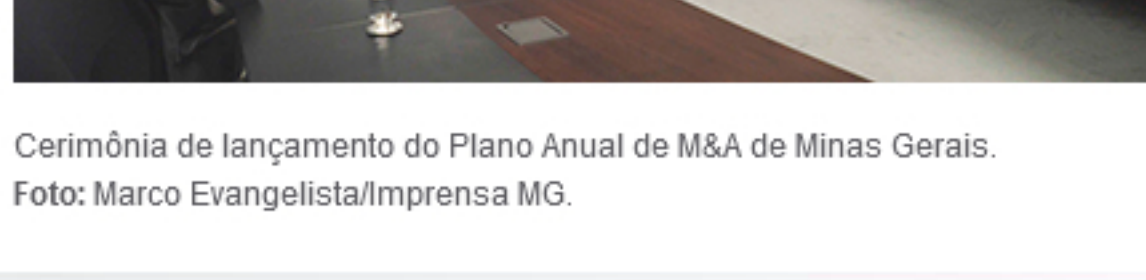 Cerimônia de lançamento do Plano Anual de M&A de Minas Gerais.
Foto: Marco Evangelista/Imprensa MG.